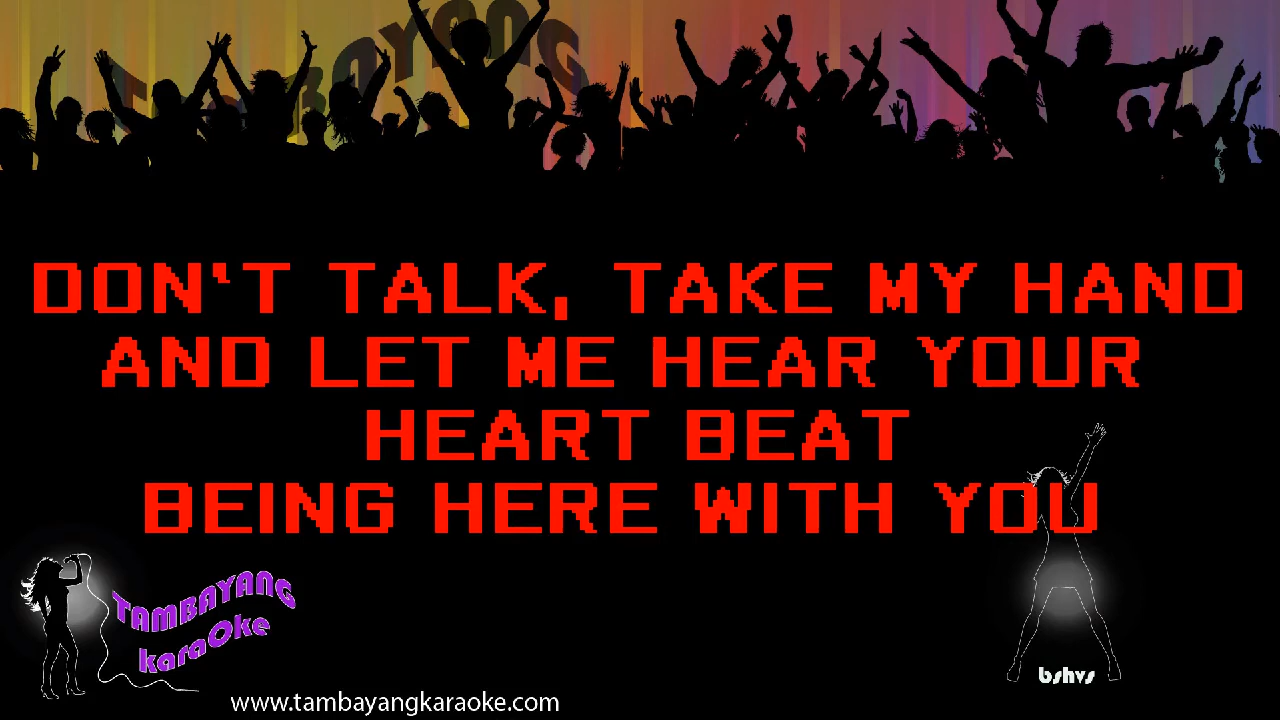 TAMBAYANG
DON'T TALK, TAKE MY HAND
AND LET ME HEAR YOUR
HEART BEAT
BEING HERE WITH YOU
TAMBAYANG
karaOke
bshvs
www.tambayangkaraoke.com